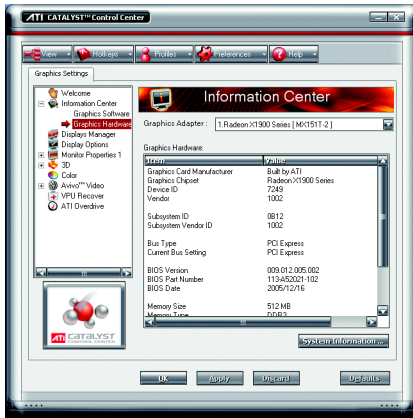 ATI CATALYST™ Control Center
View Hotkeys Profiles Preferences Help
Graphics Settings
Welcome
Information Center
Graphics Software
Graphics Hardware
Displays Manager
Display Options
Monitor Properties 1
3D
Color
Avivo™ Video
VPU Recover
ATI Overdrive
ATI CATALYST
CONTROL CENTER
Information Center
Graphics Adapter : 1.Radeon X1900 Series [ MX151T-2 ]
Graphics Hardware:
Item Value
Graphics Card Manufacturer Built by ATI
Graphics Chipset Radeon X1900 Series
Device ID 7249
Vendor 1002
Subsystem ID 0B12
Subsystem Vendor ID 1002
Bus Type PCI Express
Current Bus Setting PCI Express
BIOS Version 009.012.005.002
BIOS Part Number 113-A52021-102
BIOS Date 2005/12/16
Memory Size 512 MB
Memory Type DDR3
System Information ...
OK Apply Discard Defaults